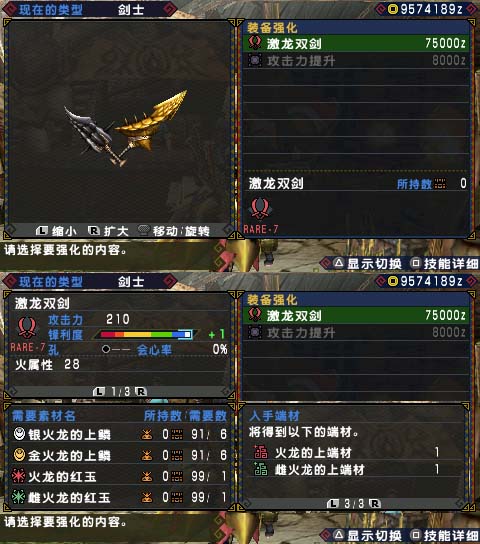 现在的类型 剑士
9574189z
装备强化
激龙双剑 75000z
攻击力提升 8000z
激龙双剑 所持数 0
RARE-7
L 缩小 R 扩大 移动/旋转
请选择要强化的内容。
△显示切换 □技能详细
现在的类型 剑士
9574189z
激龙双剑
攻击力 210
锋利度 +1
RARE-7
孔 ●―― 会心率 0%
火属性 28
L 1/3 R
装备强化
激龙双剑 75000z
攻击力提升 8000z
需要素材名 所持数/需要数
银火龙的上鳞 0 91/ 6
金火龙的上鳞 0 91/ 6
火龙的红玉 0 99/ 1
雌火龙的红玉 0 99/ 1
入手端材
将得到以下的端材。
火龙的上端材 1
雌火龙的上端材 1
L 3/3 R
请选择要强化的内容。
△显示切换 □技能详细